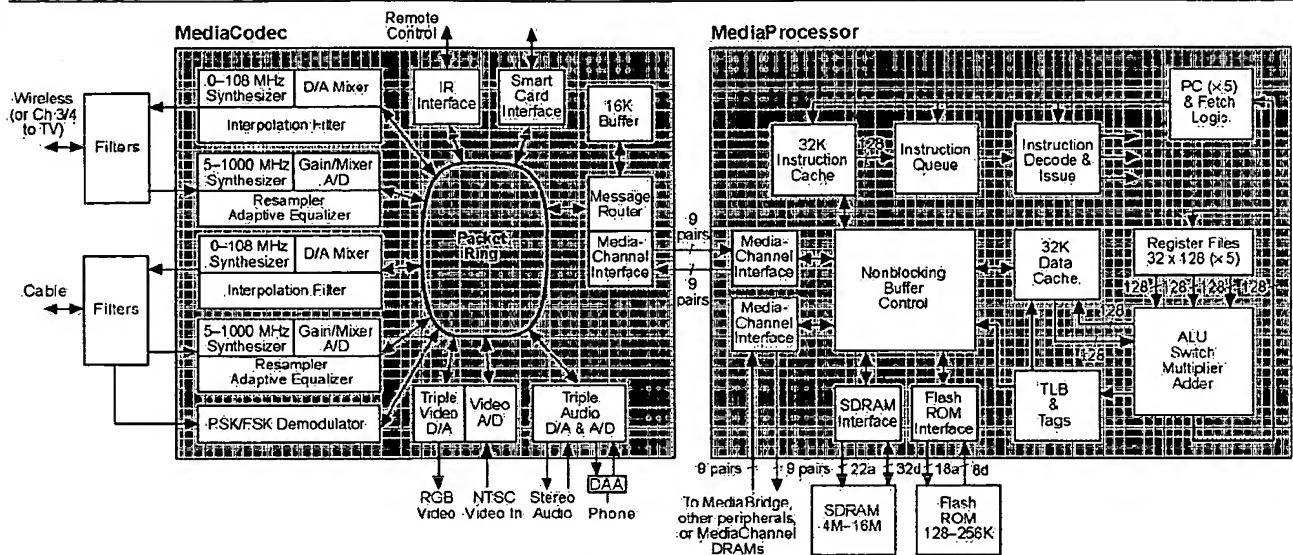 MediaCodec
Remote
Control
MediaProcessor
0–108 MHz
Synthesizer
D/A Mixer
Interpolation Filter
5–1000 MHz
Synthesizer
Gain/Mixer
A/D
Resampler
Adaptive Equalizer
0–108 MHz
Synthesizer
D/A Mixer
Interpolation Filter
5–1000 MHz
Synthesizer
Gain/Mixer
A/D
Resampler
Adaptive Equalizer
PSK/FSK Demodulator
Wireless
(or Ch 3/4
to TV)
Filters
Cable
Filters
IR
Interface
Smart
Card
Interface
16K
Buffer
Packet
Ring
Message
Router
Media-
Channel
Interface
Triple
Video
D/A
Video
A/D
Triple
Audio
D/A & A/D
RGB
Video
NTSC
Video In
Stereo
Audio
DAA
Phone
9
pairs
9
pairs
32K
Instruction
Cache
128
Instruction
Queue
Instruction
Decode &
Issue
PC (×5)
& Fetch
Logic
Media-
Channel
Interface
Media-
Channel
Interface
Nonblocking
Buffer
Control
32K
Data
Cache
Register Files
32 x 128 (×5)
128
128
128
128
128
128
ALU
Switch
Multiplier
Adder
TLB
&
Tags
SDRAM
Interface
Flash
ROM
Interface
9 pairs
9 pairs
22a
32d
18a
8d
To MediaBridge,
other peripherals,
or MediaChannel
DRAMs
SDRAM
4M–16M
Flash
ROM
128–256K